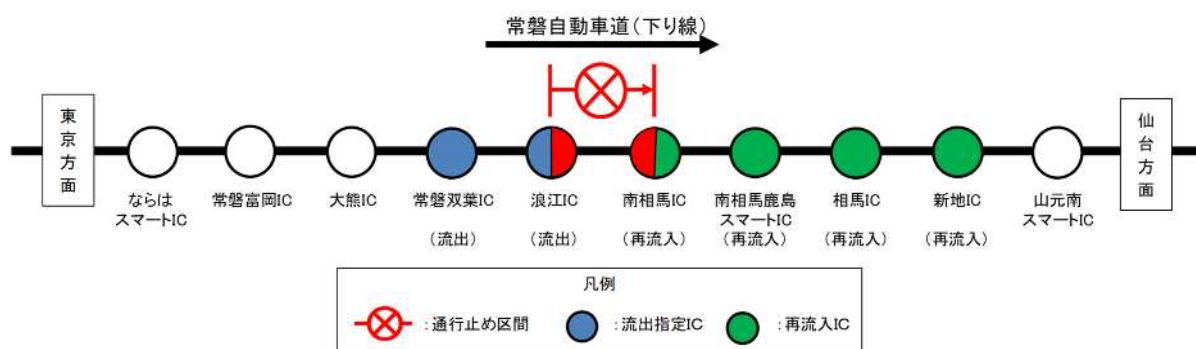 常磐自動車道(下り線)
東京方面
仙台方面
ならは
スマートIC
常磐富岡IC
大熊IC
常磐双葉IC
(流出)
浪江IC
(流出)
南相馬IC
(再流入)
南相馬鹿島
スマートIC
(再流入)
相馬IC
(再流入)
新地IC
(再流入)
山元南
スマートIC
凡例
:通行止め区間
:流出指定IC
:再流入IC